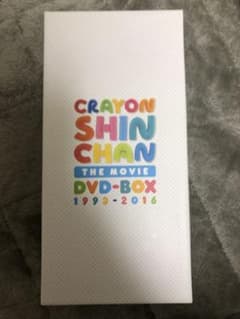 CRAYON
SHIN
CHAN
THE MOVIE
DVD-BOX
1993-2016